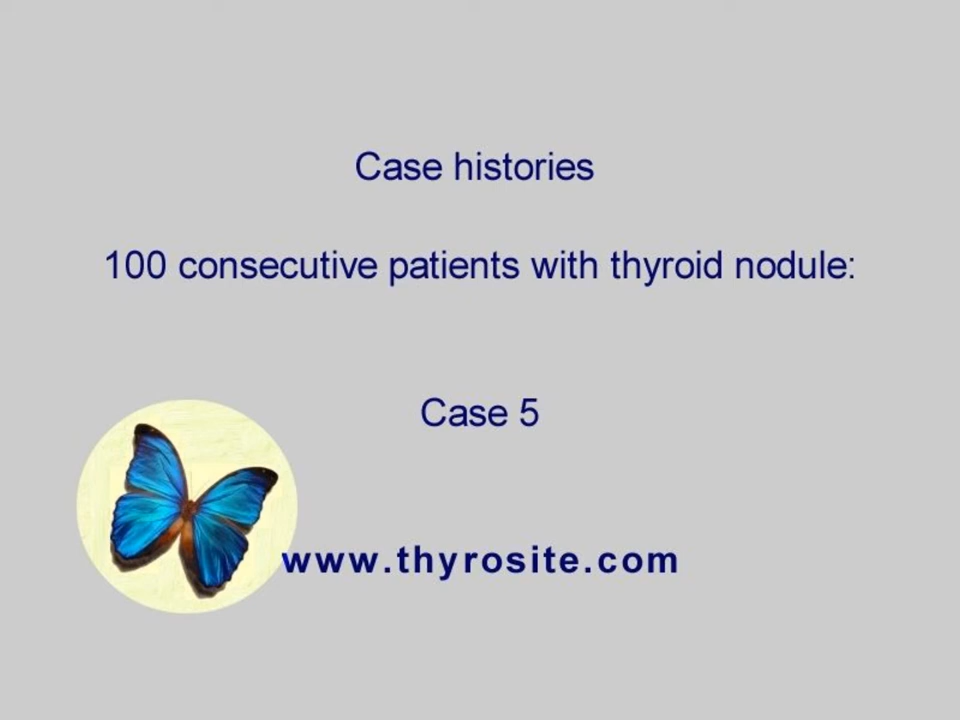 Case histories
100 consecutive patients with thyroid nodule:
Case 5
www.thyrosite.com